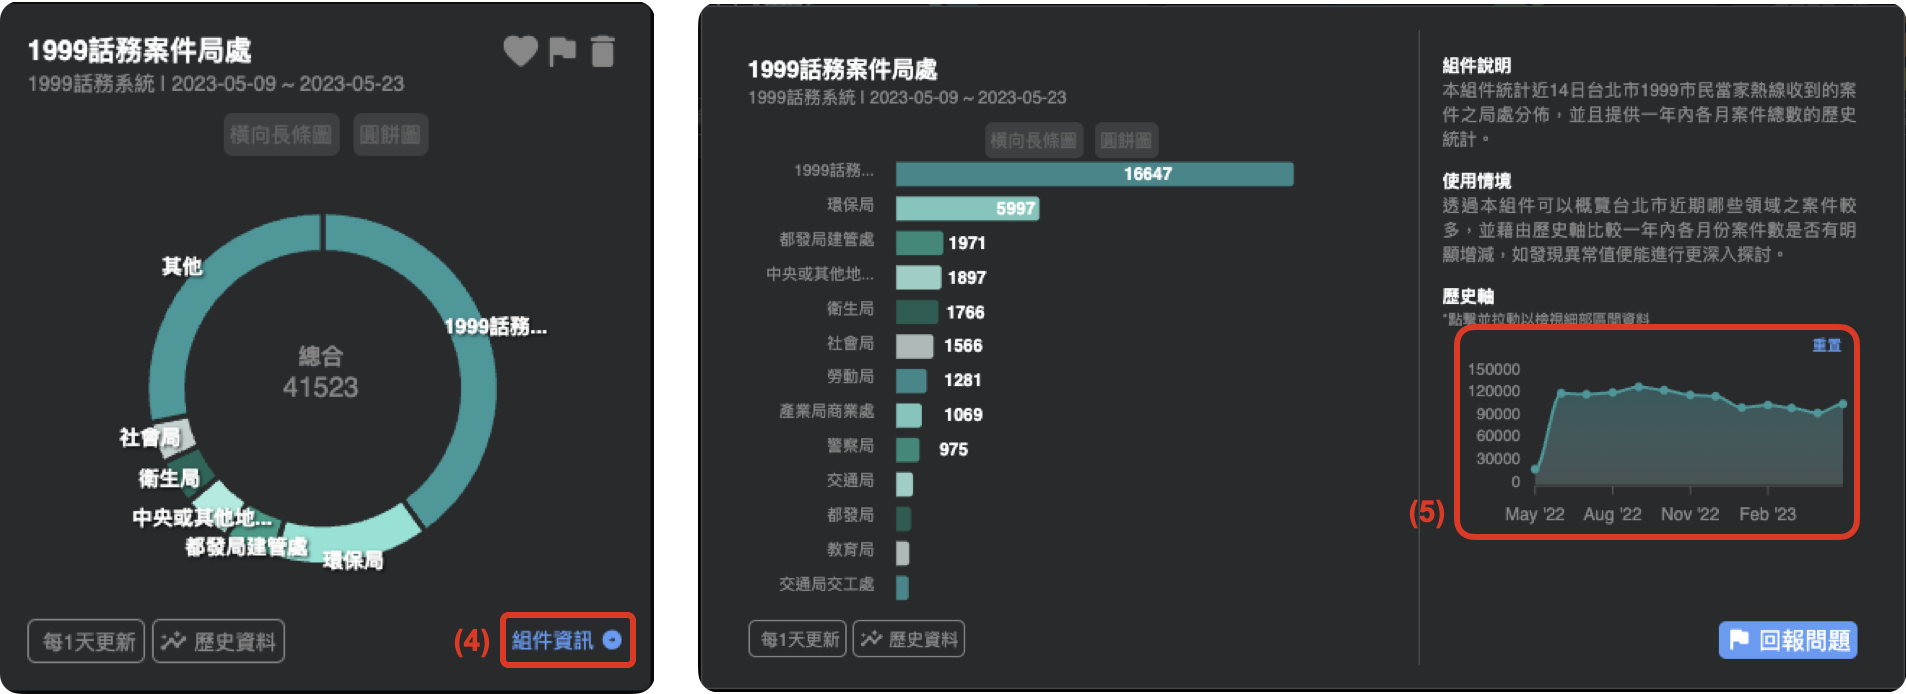 1999話務案件局處
1999話務系統 | 2023-05-09 ~ 2023-05-23
橫向長條圖
圓餅圖
其他
1999話務...
總合
41523
社會局
衛生局
中央或其他地...
都發局建管處
環保局
每1天更新
歷史資料
(4)
組件資訊
1999話務案件局處
1999話務系統 | 2023-05-09 ~ 2023-05-23
橫向長條圖
圓餅圖
1999話務...
16647
環保局
5997
都發局建管處
1971
中央或其他地...
1897
衛生局
1766
社會局
1566
勞動局
1281
產業局商業處
1069
警察局
975
交通局
都發局
教育局
交通局交工處
每1天更新
歷史資料
組件說明
本組件統計近14日台北市1999市民當家熱線收到的案
件之局處分佈，並且提供一年內各月案件總數的歷史
統計。
使用情境
透過本組件可以概覽台北市近期哪些領域之案件較
多，並藉由歷史軸比較一年內各月份案件數是否有明
顯增減，如發現異常值便能進行更深入探討。
歷史軸
*點擊並拉動以檢視細部區間資料
重置
150000
120000
90000
60000
30000
0
May '22
Aug '22
Nov '22
Feb '23
(5)
回報問題